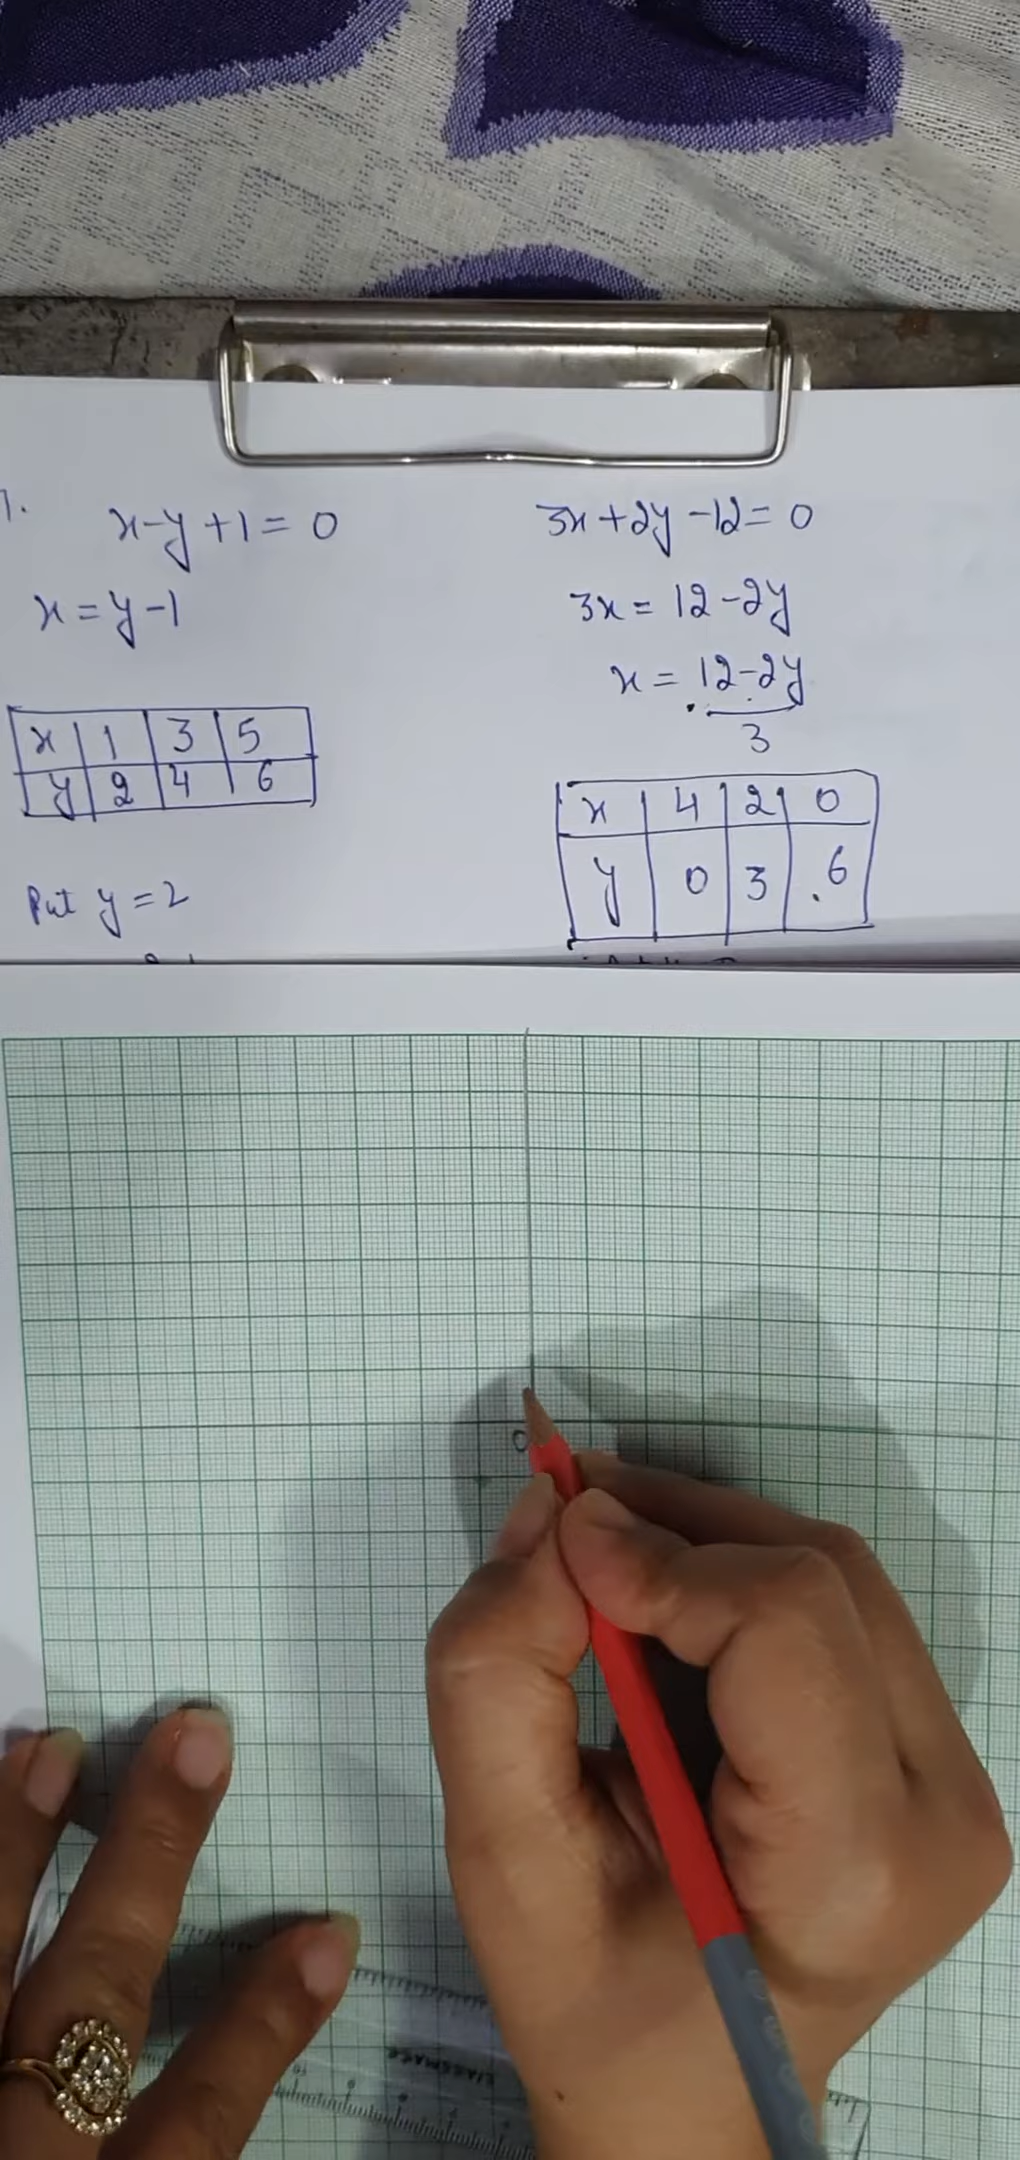 7.
x-y+1=0
x=y-1
x 1 3 5
y 2 4 6
Put y=2
3x+2y-12=0
3x=12-2y
x=12-2y
3
x 4 2 0
y 0 3 6
0